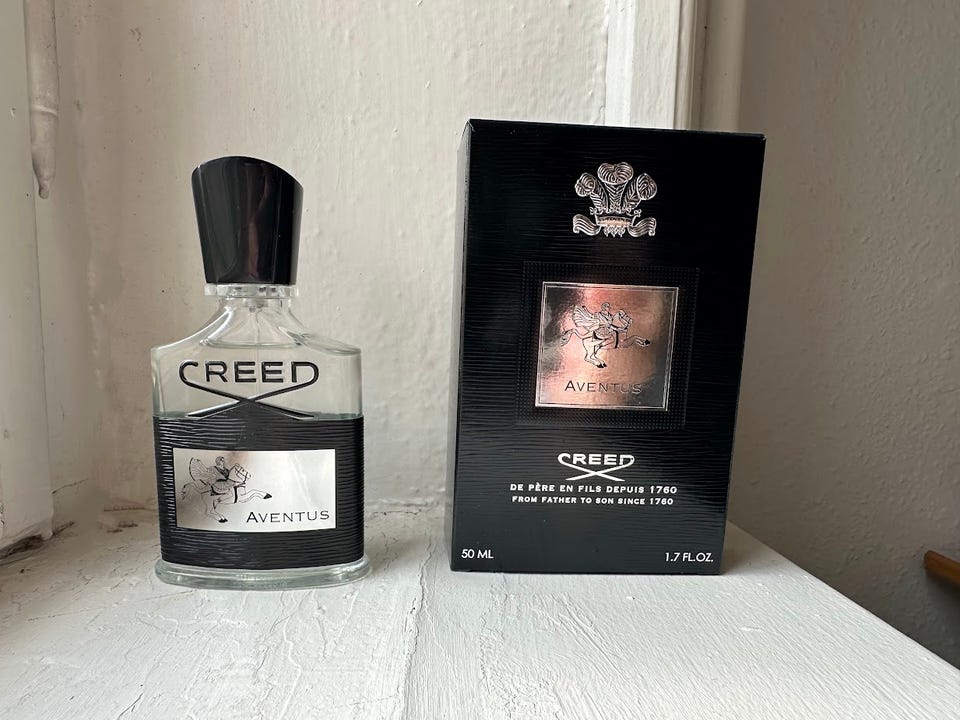 CREED
AVENTUS
AVENTUS
CREED
DE PÈRE EN FILS DEPUIS 1760
FROM FATHER TO SON SINCE 1760
50 ML
1.7 FL.OZ.